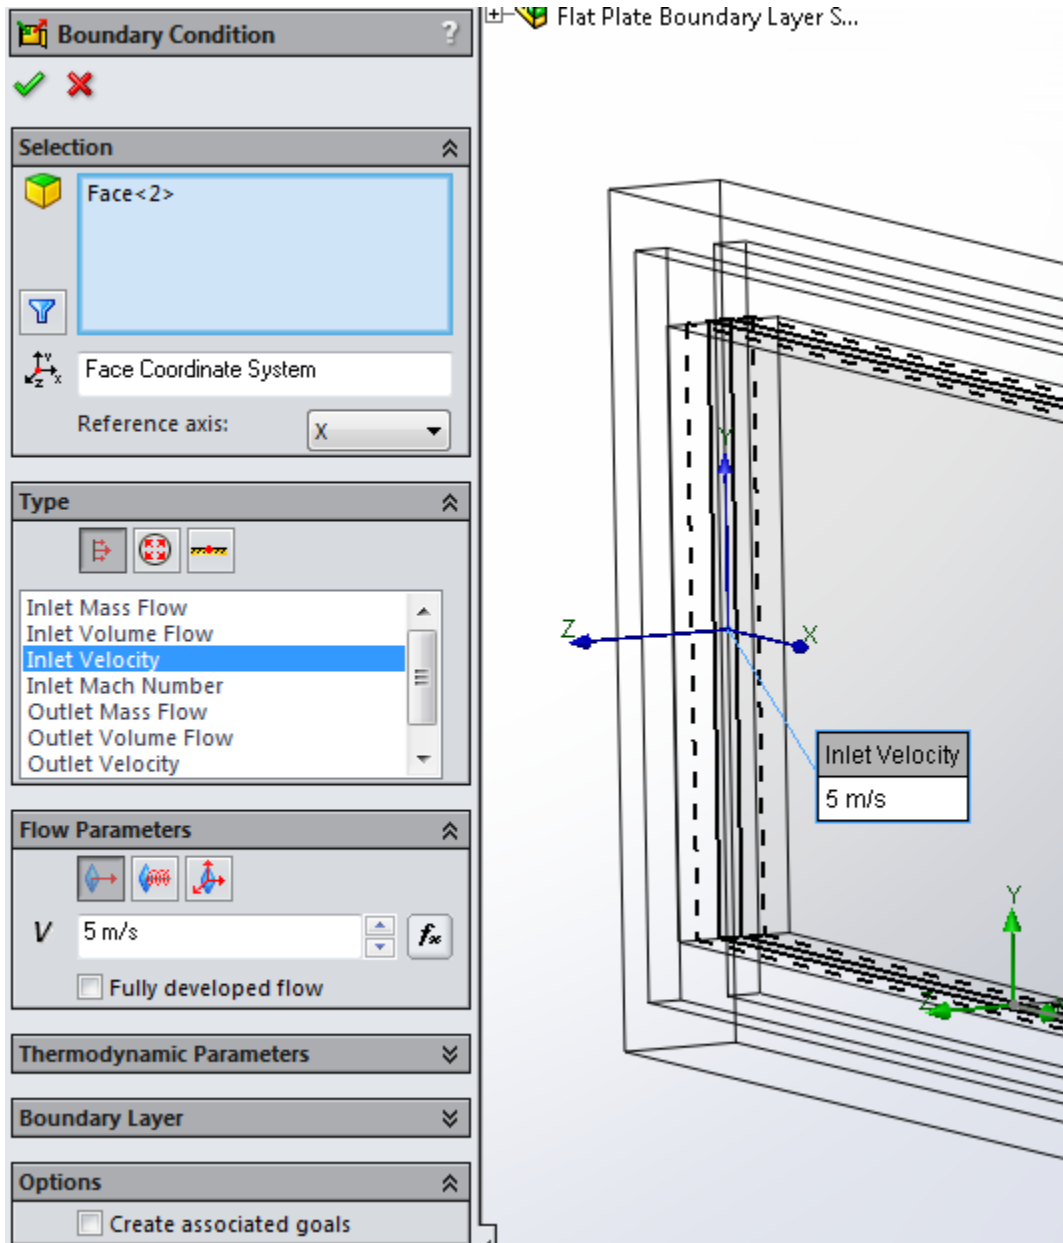 Boundary Condition ?
Flat Plate Boundary Layer S...
Selection
Face<2>
Y
Z X
Face Coordinate System
Reference axis: X
Type
Inlet Mass Flow
Inlet Volume Flow
Inlet Velocity
Inlet Mach Number
Outlet Mass Flow
Outlet Volume Flow
Outlet Velocity
Flow Parameters
V 5 m/s fx
Fully developed flow
Thermodynamic Parameters
Boundary Layer
Options
Create associated goals
Y
Z X
Inlet Velocity
5 m/s
Y
Z